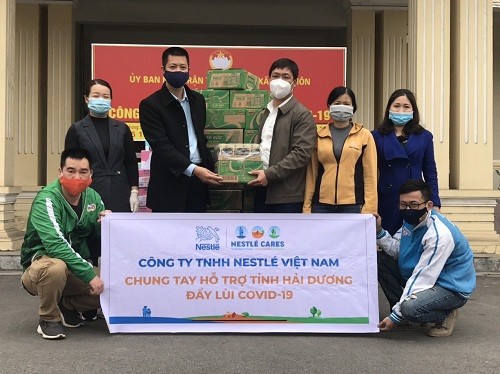 ỦY BAN
CÔNG
-19
Nestlé
NESTLÉ CARES
CÔNG TY TNHH NESTLÉ VIỆT NAM
CHUNG TAY HỖ TRỢ TỈNH HẢI DƯƠNG
ĐẨY LÙI COVID-19